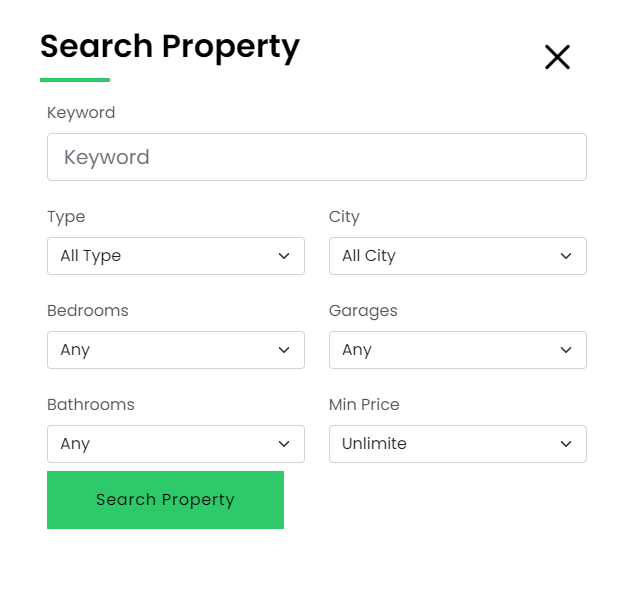 Search Property
Keyword
Keyword
Type City
All Type All City
Bedrooms Garages
Any Any
Bathrooms Min Price
Any Unlimite
Search Property